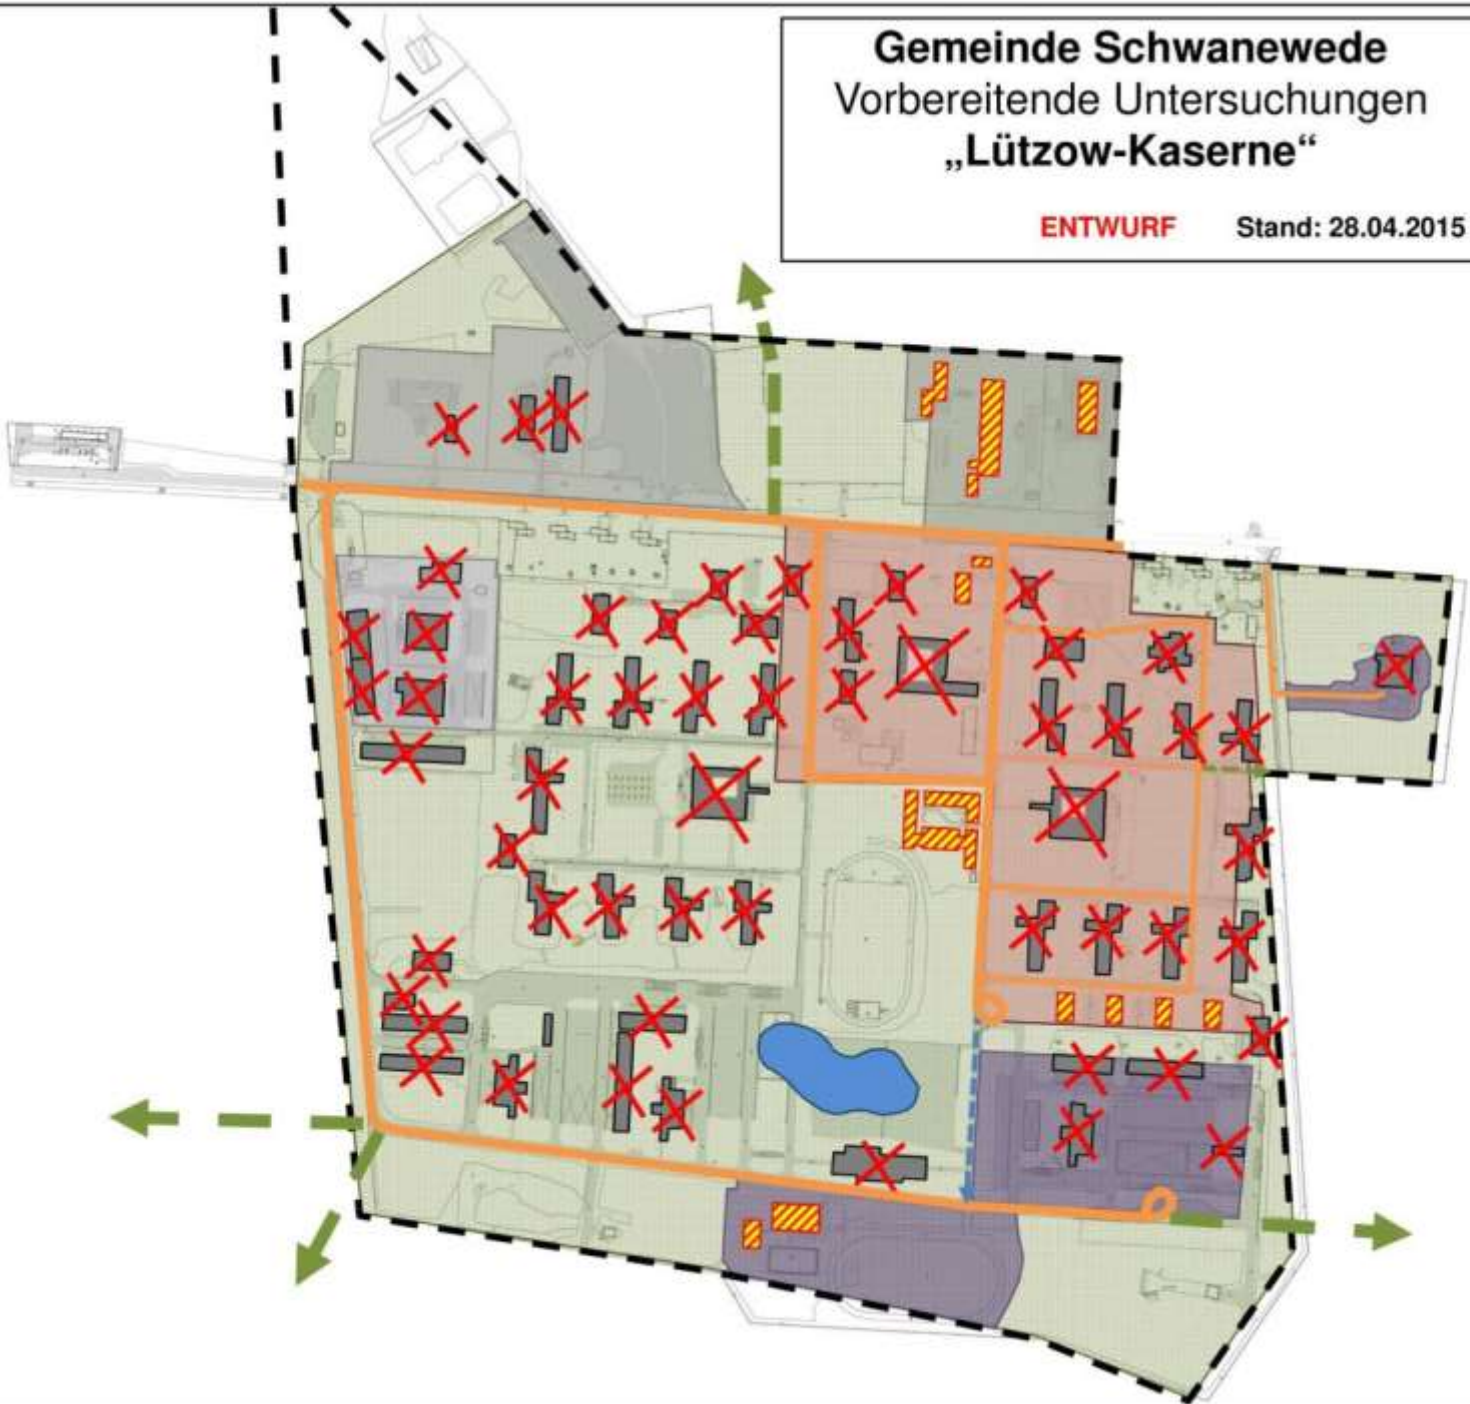 Gemeinde Schwanewede
Vorbereitende Untersuchungen
„Lützow-Kaserne“
ENTWURF Stand: 28.04.2015